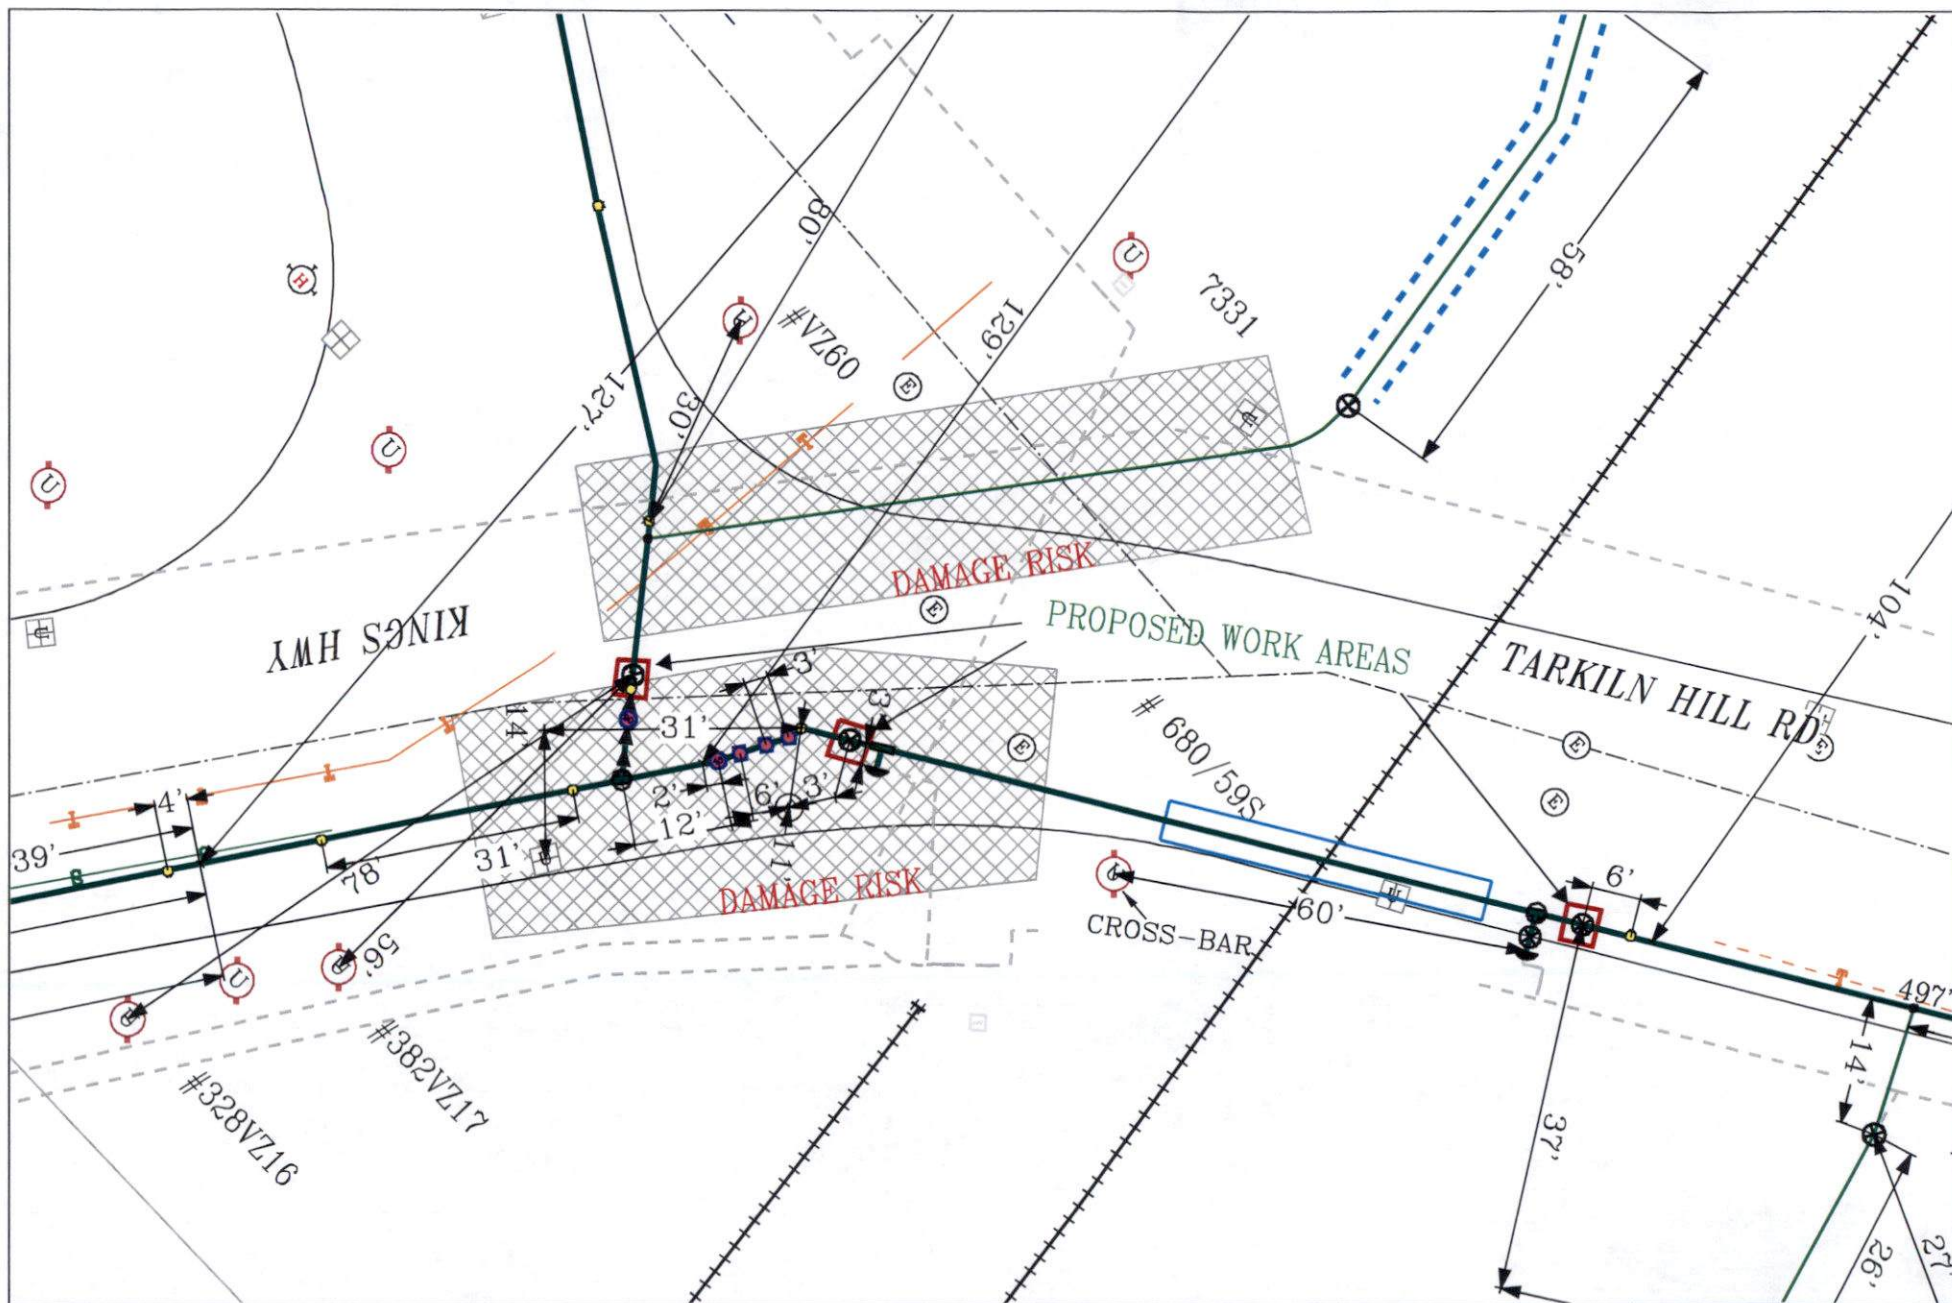 58'
80'
H
U
#VZ60
7331
129'
E
127'
30'
U
U
U
T
T
DAMAGE RISK
E
104'
KINGS HWY
PROPOSED WORK AREAS
TARKILN HILL RD.
3'
3'
14'
31'
# 680/59S
E
E
E
E
4'
T
T
2'
6'
3'
12'
11'
39'
78'
31'
S
6'
DAMAGE RISK
60'
CROSS-BAR
56'
U
T
497'
#382VZ17
14'
#328VZ16
37'
26'
27'